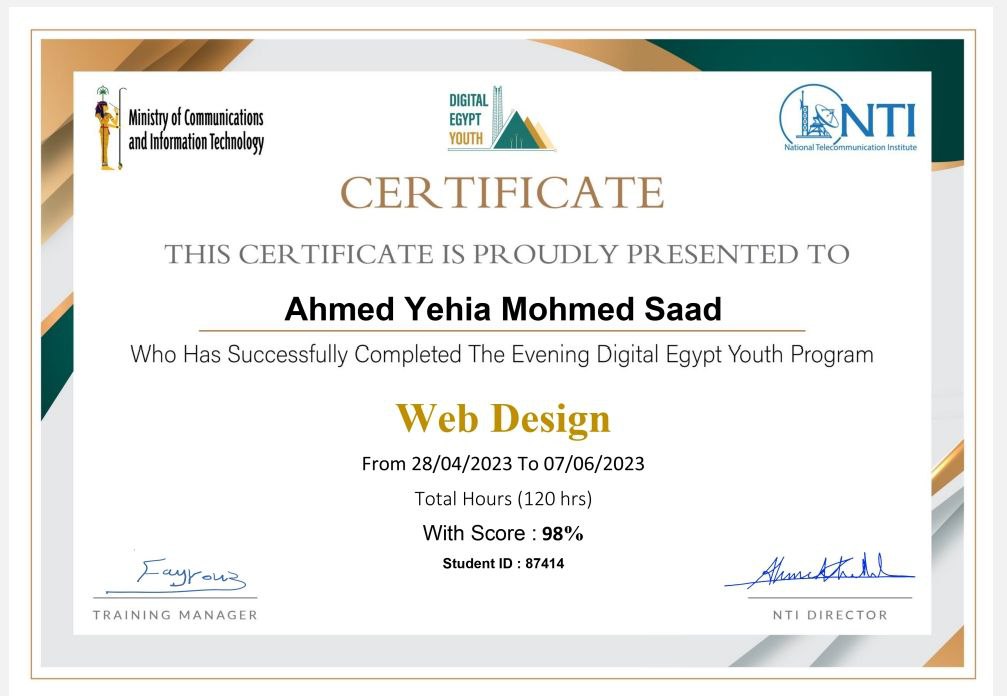 Ministry of Communications
and Information Technology
DIGITAL
EGYPT
YOUTH
NTI
National Telecommunication Institute
CERTIFICATE
THIS CERTIFICATE IS PROUDLY PRESENTED TO
Ahmed Yehia Mohmed Saad
Who Has Successfully Completed The Evening Digital Egypt Youth Program
Web Design
From 28/04/2023 To 07/06/2023
Total Hours (120 hrs)
With Score : 98%
Student ID : 87414
Fayrouz
TRAINING MANAGER
NTI DIRECTOR